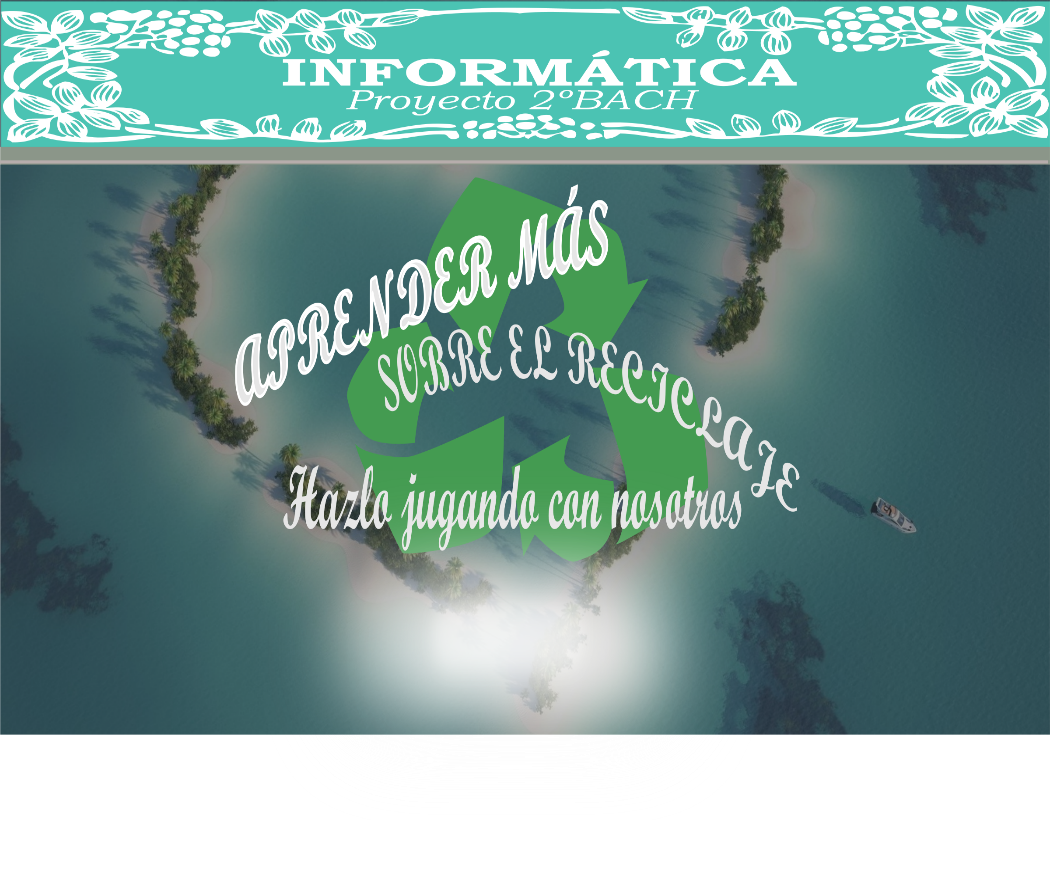 INFORMÁTICA
Proyecto 2ºBACH
APRENDER MÁS
SOBRE EL RECICLAJE
Hazlo jugando con nosotros